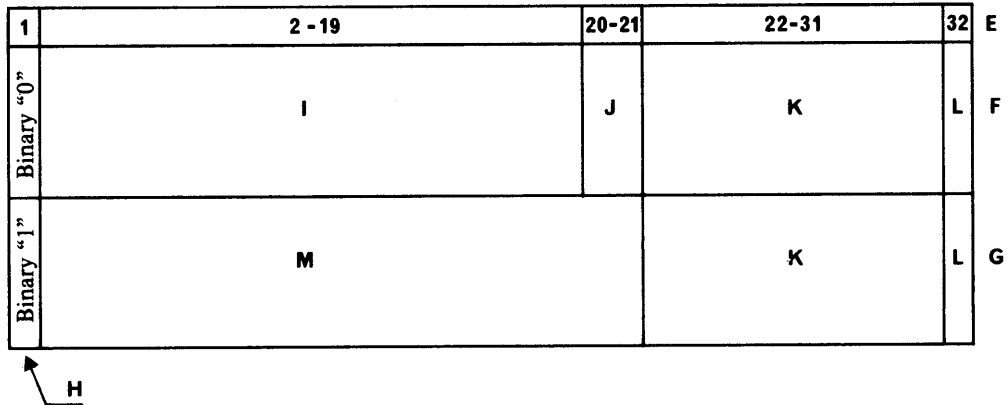 1 2 - 19 20-21 22-31 32 E
Binary “0” I J K L F
Binary “1” M K L G
H